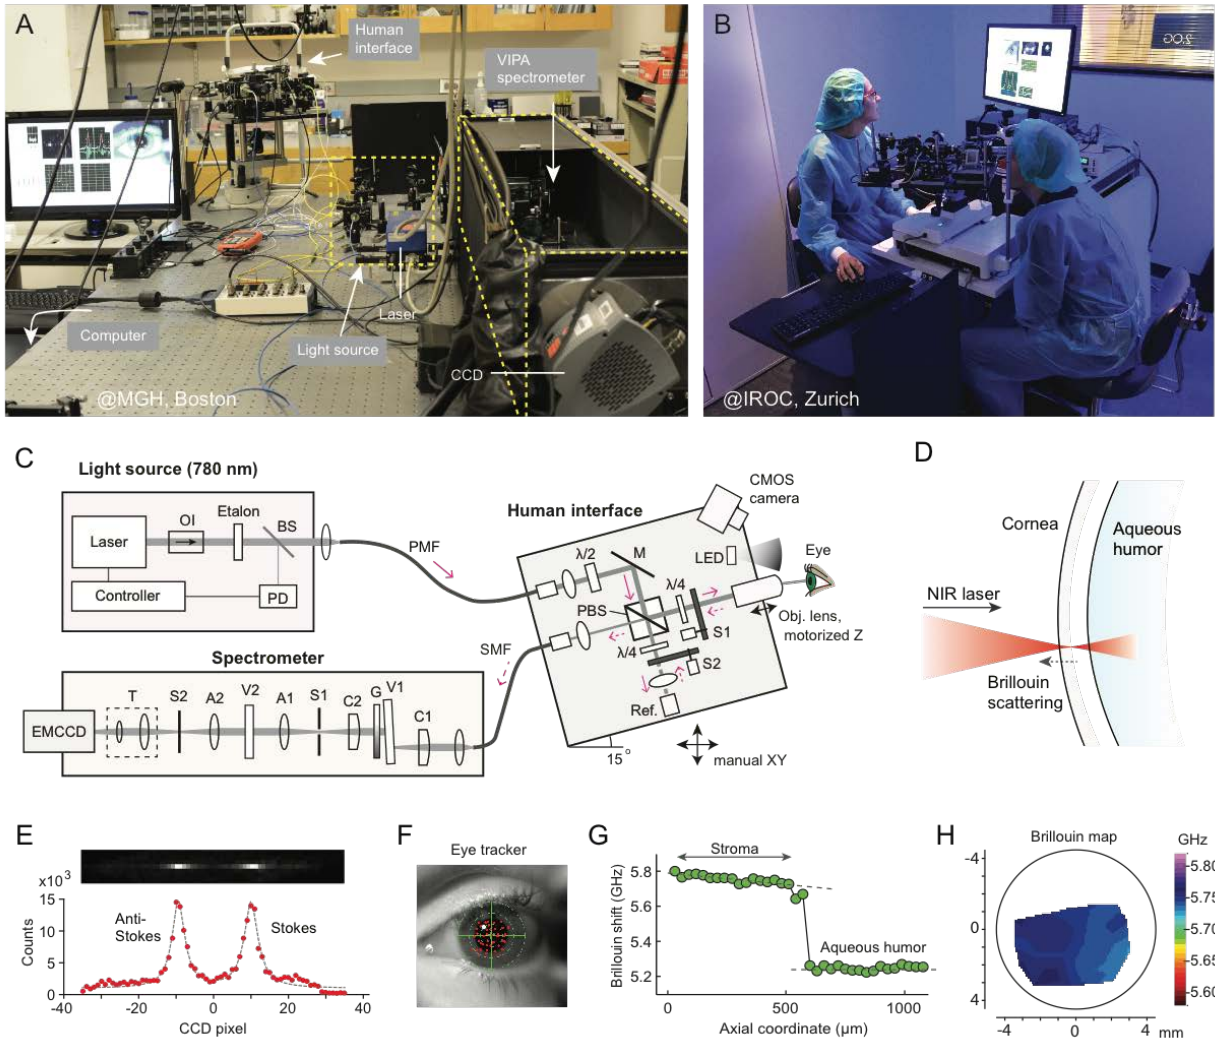 A
Human
interface
VIPA
spectrometer
Computer
Laser
Light source
CCD
@MGH, Boston
B
@IROC, Zurich
C
Light source (780 nm)
Laser
OI
Etalon
BS
Controller
PD
PMF
Human interface
CMOS
camera
λ/2
M
LED
Eye
PBS
λ/4
Obj. lens,
motorized Z
S1
λ/4
S2
Ref.
15°
manual XY
SMF
Spectrometer
EMCCD
T
S2
A2
V2
A1
S1
C2
G
V1
C1
D
Cornea
Aqueous
humor
NIR laser
Brillouin
scattering
E
x10³
15
10
5
0
Counts
Anti-
Stokes
Stokes
-40
-20
0
20
40
CCD pixel
F
Eye tracker
G
Stroma
5.8
5.6
5.4
5.2
Brillouin shift (GHz)
Aqueous humor
0
500
1000
Axial coordinate (μm)
H
Brillouin map
GHz
-4
0
4
-4
0
4
mm
5.80
5.75
5.70
5.65
5.60